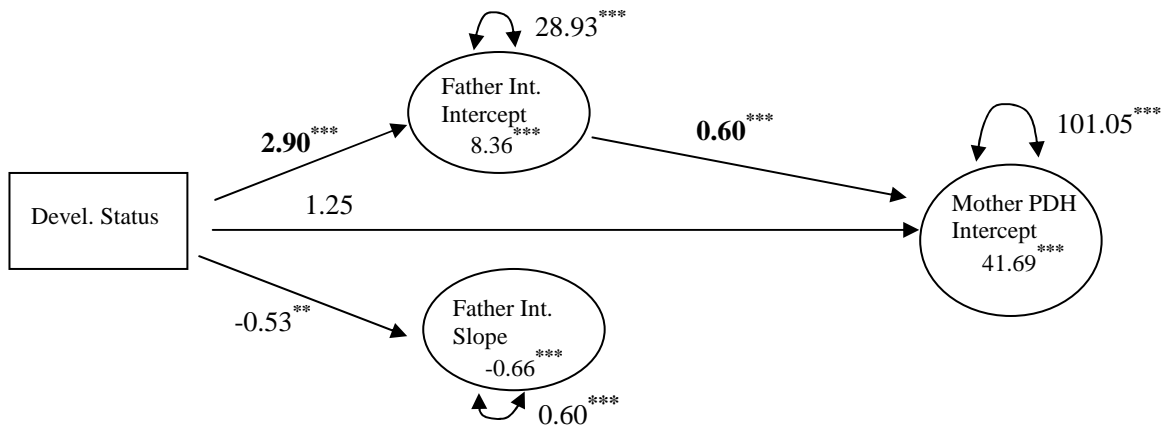 28.93***
Father Int.
Intercept
8.36***
2.90***
0.60***
101.05***
Devel. Status
1.25
Mother PDH
Intercept
41.69***
-0.53**
Father Int.
Slope
-0.66***
0.60***